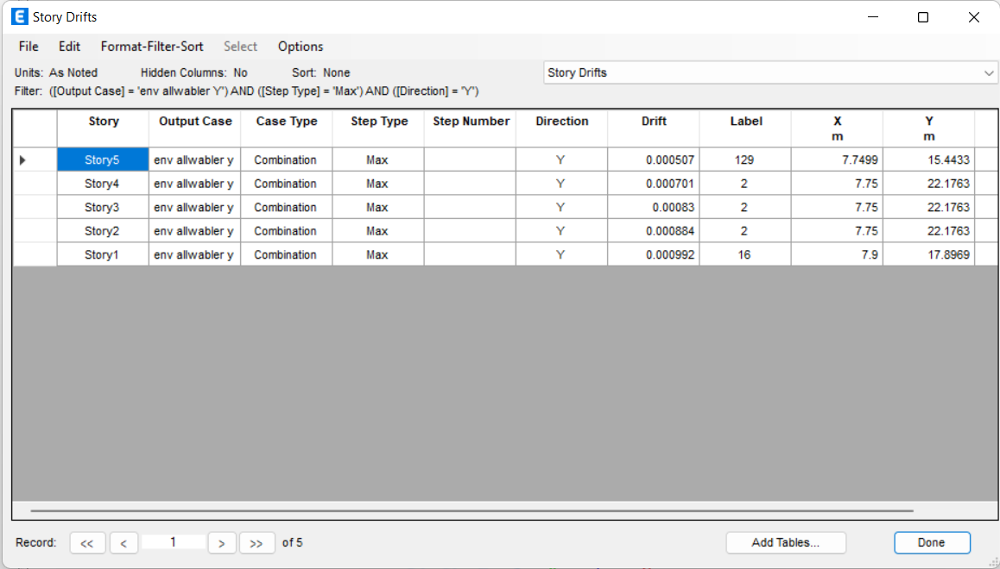 E Story Drifts
File Edit Format-Filter-Sort Select Options
Units: As Noted Hidden Columns: No Sort: None Story Drifts
Filter: ([Output Case] = 'env allwabler Y') AND ([Step Type] = 'Max') AND ([Direction] = 'Y')
Story Output Case Case Type Step Type Step Number Direction Drift Label X Y
m m
Story5 env allwabler y Combination Max Y 0.000507 129 7.7499 15.4433
Story4 env allwabler y Combination Max Y 0.000701 2 7.75 22.1763
Story3 env allwabler y Combination Max Y 0.00083 2 7.75 22.1763
Story2 env allwabler y Combination Max Y 0.000884 2 7.75 22.1763
Story1 env allwabler y Combination Max Y 0.000992 16 7.9 17.8969
Record: << < 1 > >> of 5 Add Tables... Done